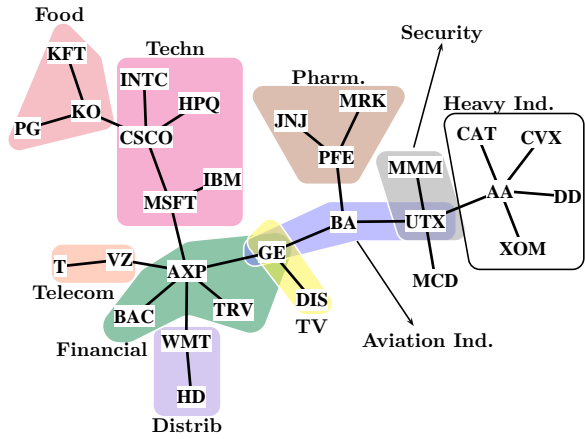 Food
KFT
Techn
Security
INTC
HPQ
Pharm.
MRK
Heavy Ind.
KO
PG
CSCO
JNJ
CAT
CVX
PFE
MMM
IBM
MSFT
AA
DD
BA
UTX
XOM
T
VZ
AXP
GE
MCD
Telecom
DIS
BAC
TRV
TV
Financial
WMT
Aviation Ind.
HD
Distrib